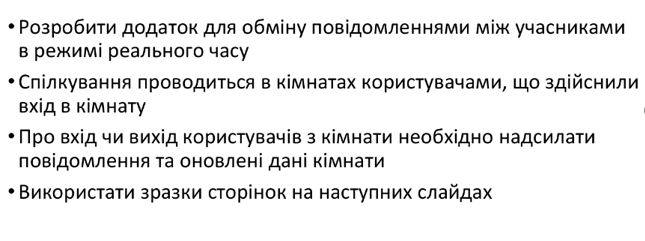 • Розробити додаток для обміну повідомленнями між учасниками
в режимі реального часу
• Спілкування проводиться в кімнатах користувачами, що здійснили
вхід в кімнату
• Про вхід чи вихід користувачів з кімнати необхідно надсилати
повідомлення та оновлені дані кімнати
• Використати зразки сторінок на наступних слайдах